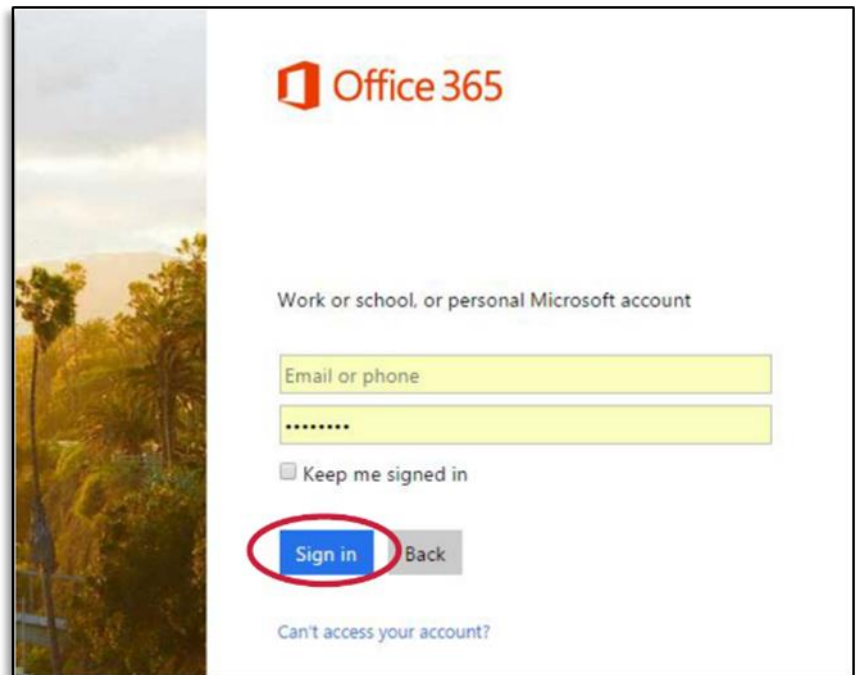 Office 365
Work or school, or personal Microsoft account
Email or phone
••••••••
Keep me signed in
Sign in
Back
Can't access your account?